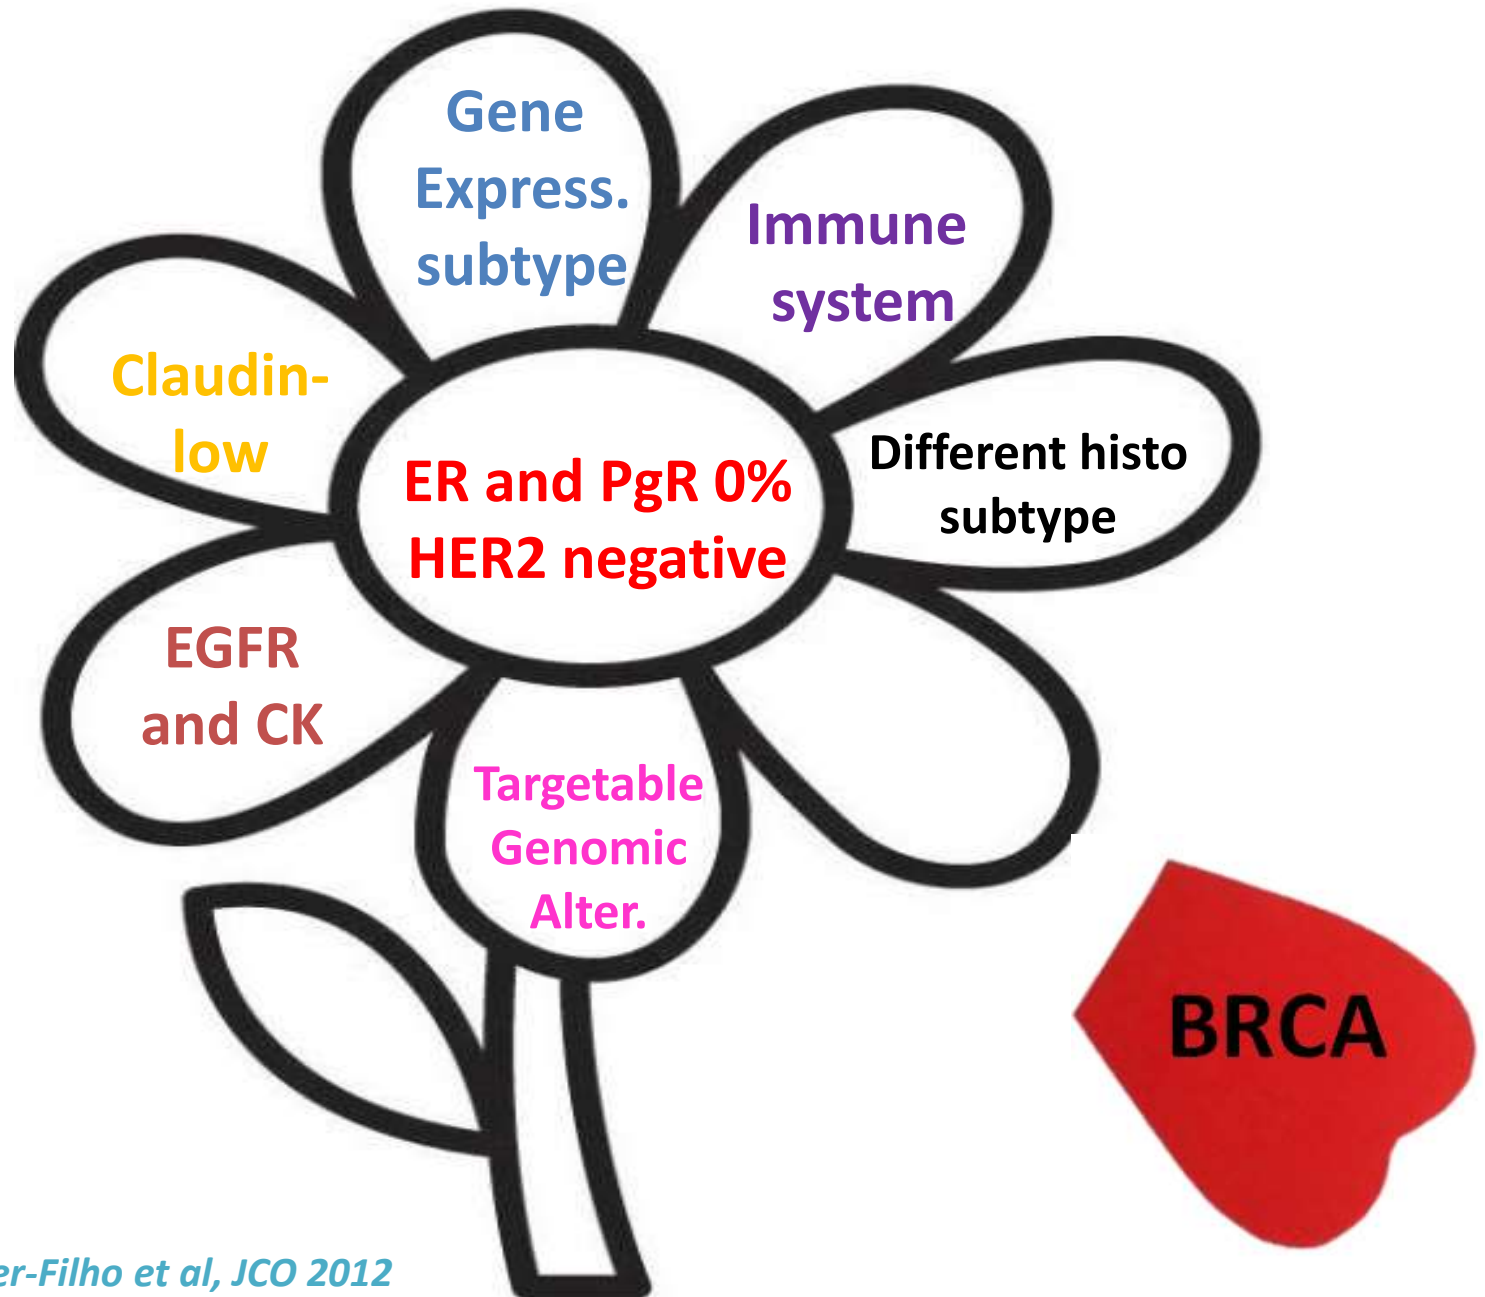 Gene
Express.
subtype
Immune
system
Claudin-
low
Different histo
subtype
ER and PgR 0%
HER2 negative
EGFR
and CK
Targetable
Genomic
Alter.
BRCA
er-Filho et al, JCO 2012